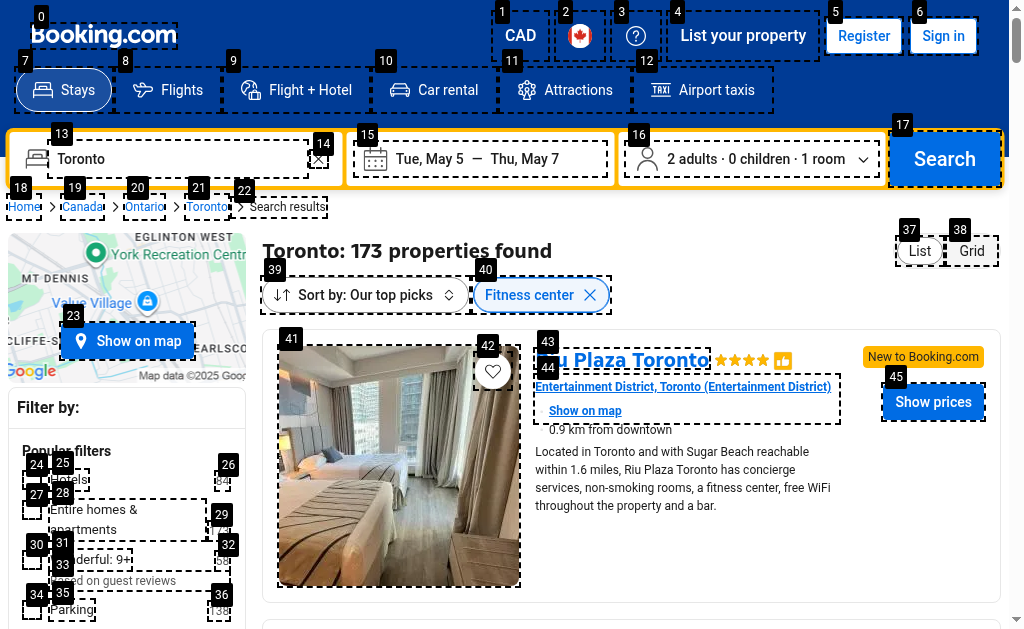 Booking.com
CAD
List your property
Register
Sign in
Stays
Flights
Flight + Hotel
Car rental
Attractions
Airport taxis
Toronto
Tue, May 5 — Thu, May 7
2 adults · 0 children · 1 room
Search
Home
Canada
Ontario
Toronto
Search results
EGLINTON WEST
York Recreation Centr
MT DENNIS
Value Village
Show on map
EARLSCO
Google
Map data ©2025 Goog
Filter by:
Popular filters
84
Entire homes &
apartments
58
Based on guest reviews
Parking
138
Toronto: 173 properties found
List
Grid
Sort by: Our top picks
Fitness center
Plaza Toronto
New to Booking.com
Entertainment District, Toronto (Entertainment District)
Show prices
Show on map
0.9 km from downtown
Located in Toronto and with Sugar Beach reachable
within 1.6 miles, Riu Plaza Toronto has concierge
services, non-smoking rooms, a fitness center, free WiFi
throughout the property and a bar.
0
1
2
3
4
5
6
7
8
9
10
11
12
13
14
15
16
17
18
19
20
21
22
23
24
25
26
27
28
29
30
31
32
33
34
35
36
37
38
39
40
41
42
43
44
45